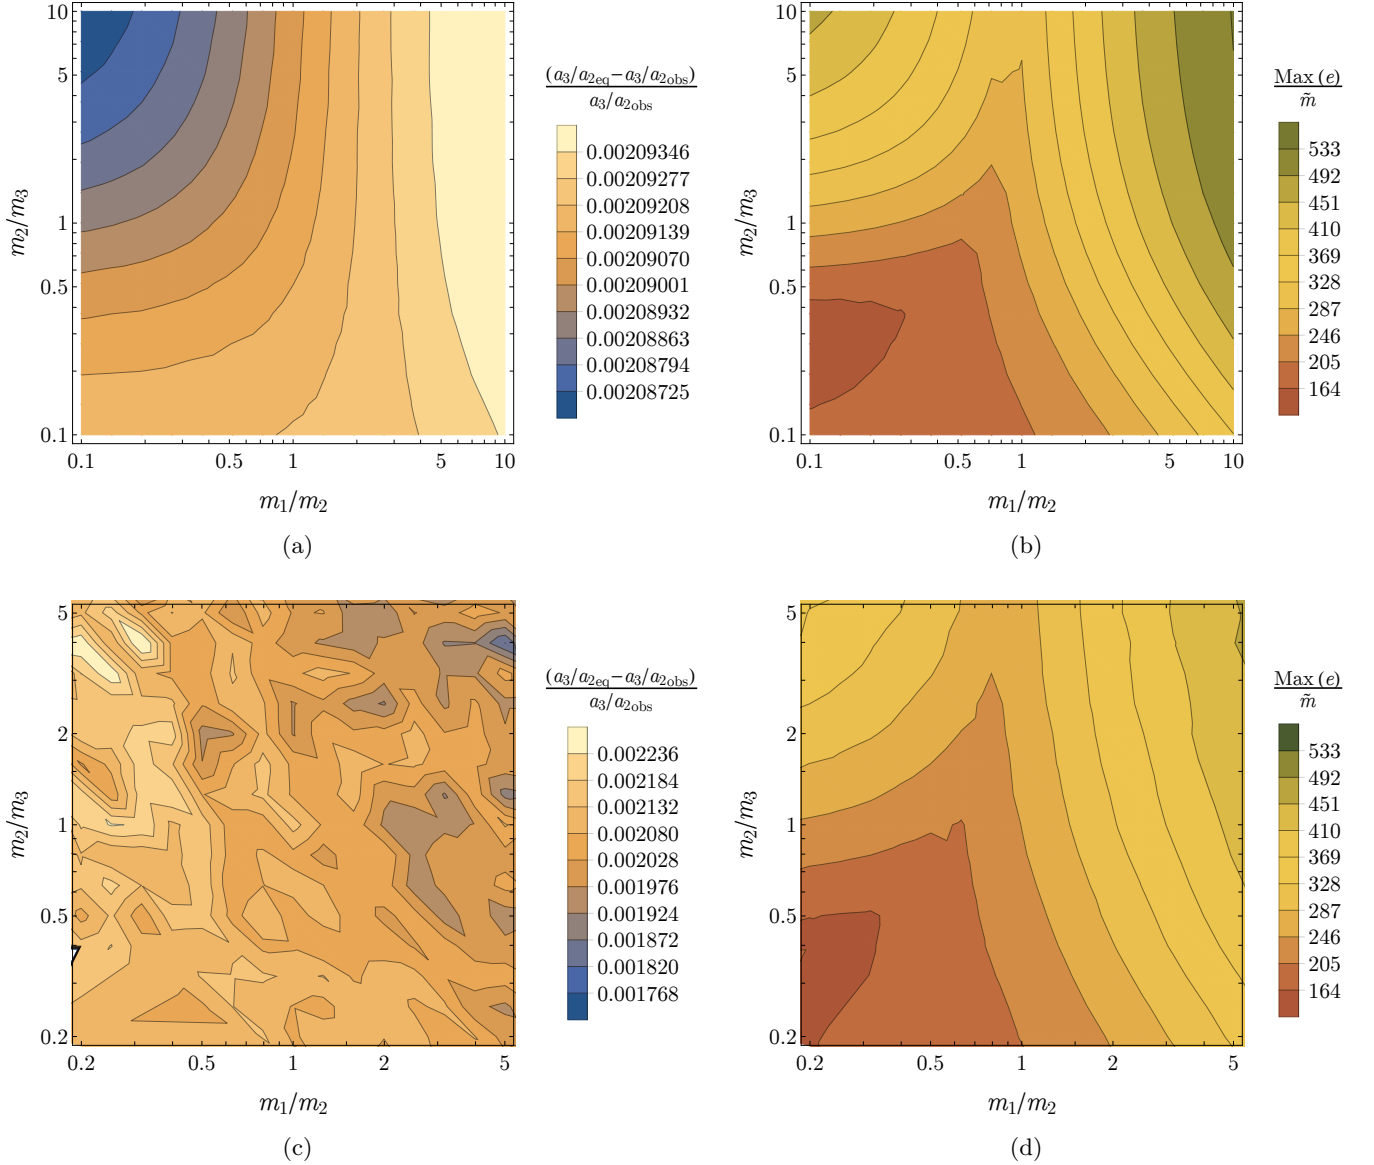 10
5
1
0.5
0.1
m2/m3
0.1 0.5 1 5 10
m1/m2
(a)
(a3/a2eq−a3/a2obs)
a3/a2obs
0.00209346
0.00209277
0.00209208
0.00209139
0.00209070
0.00209001
0.00208932
0.00208863
0.00208794
0.00208725
10
5
1
0.5
0.1
m2/m3
0.1 0.5 1 5 10
m1/m2
(b)
Max (e)
m̃
533
492
451
410
369
328
287
246
205
164
5
2
1
0.5
0.2
m2/m3
0.2 0.5 1 2 5
m1/m2
(c)
(a3/a2eq−a3/a2obs)
a3/a2obs
0.002236
0.002184
0.002132
0.002080
0.002028
0.001976
0.001924
0.001872
0.001820
0.001768
5
2
1
0.5
0.2
m2/m3
0.2 0.5 1 2 5
m1/m2
(d)
Max (e)
m̃
533
492
451
410
369
328
287
246
205
164